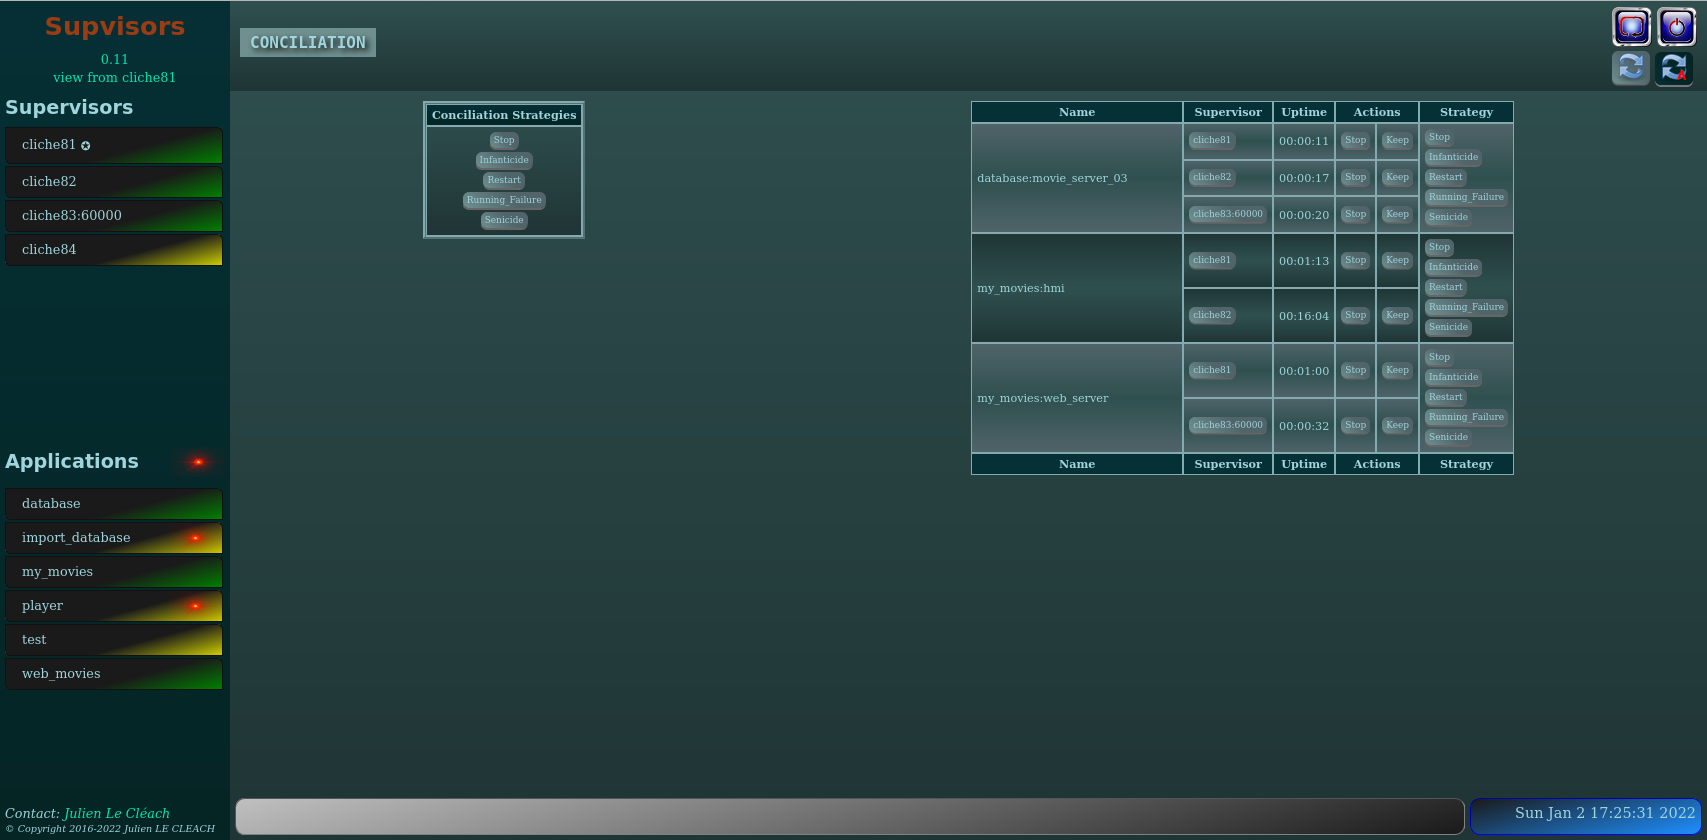 Supvisors
0.11
view from cliche81
Supervisors
cliche81 ✪
cliche82
cliche83:60000
cliche84
Applications
database
import_database
my_movies
player
test
web_movies
Contact: Julien Le Cléach
© Copyright 2016-2022 Julien LE CLEACH
CONCILIATION
Conciliation Strategies
Stop
Infanticide
Restart
Running_Failure
Senicide
Name Supervisor Uptime Actions Strategy
database:movie_server_03
cliche81 00:00:11 Stop Keep
cliche82 00:00:17 Stop Keep
cliche83:60000 00:00:20 Stop Keep
Stop
Infanticide
Restart
Running_Failure
Senicide
my_movies:hmi
cliche81 00:01:13 Stop Keep
cliche82 00:16:04 Stop Keep
Stop
Infanticide
Restart
Running_Failure
Senicide
my_movies:web_server
cliche81 00:01:00 Stop Keep
cliche83:60000 00:00:32 Stop Keep
Stop
Infanticide
Restart
Running_Failure
Senicide
Name Supervisor Uptime Actions Strategy
Sun Jan 2 17:25:31 2022